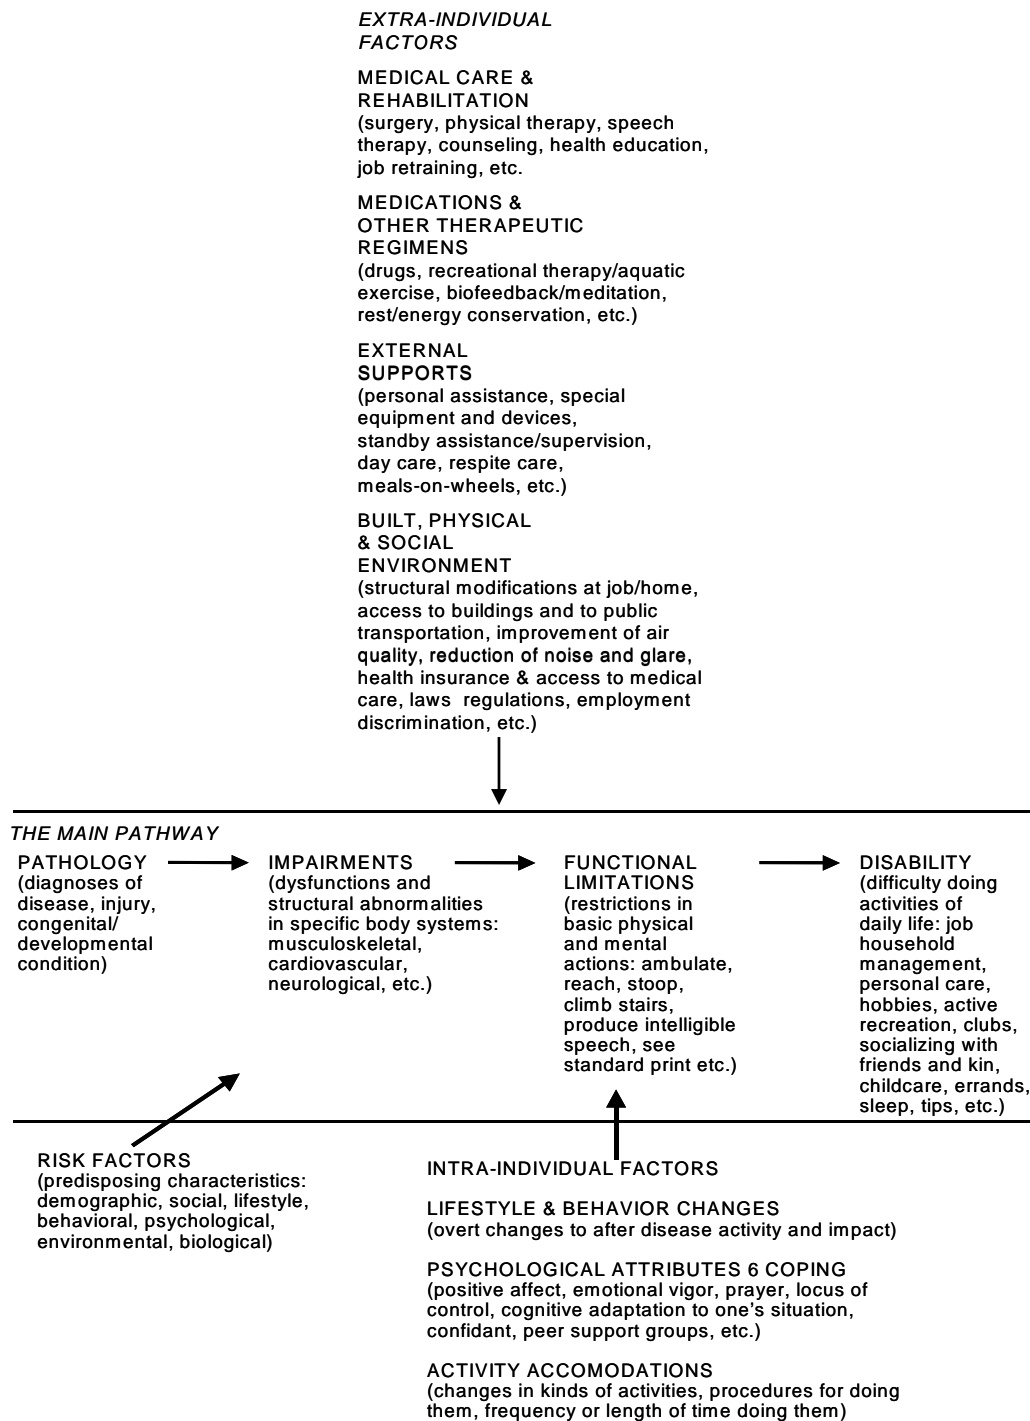 EXTRA-INDIVIDUAL
FACTORS
MEDICAL CARE &
REHABILITATION
(surgery, physical therapy, speech
therapy, counseling, health education,
job retraining, etc.
MEDICATIONS &
OTHER THERAPEUTIC
REGIMENS
(drugs, recreational therapy/aquatic
exercise, biofeedback/meditation,
rest/energy conservation, etc.)
EXTERNAL
SUPPORTS
(personal assistance, special
equipment and devices,
standby assistance/supervision,
day care, respite care,
meals-on-wheels, etc.)
BUILT, PHYSICAL
& SOCIAL
ENVIRONMENT
(structural modifications at job/home,
access to buildings and to public
transportation, improvement of air
quality, reduction of noise and glare,
health insurance & access to medical
care, laws regulations, employment
discrimination, etc.)
THE MAIN PATHWAY
PATHOLOGY
(diagnoses of
disease, injury,
congenital/
developmental
condition)
IMPAIRMENTS
(dysfunctions and
structural abnormalities
in specific body systems:
musculoskeletal,
cardiovascular,
neurological, etc.)
FUNCTIONAL
LIMITATIONS
(restrictions in
basic physical
and mental
actions: ambulate,
reach, stoop,
climb stairs,
produce intelligible
speech, see
standard print etc.)
DISABILITY
(difficulty doing
activities of
daily life: job
household
management,
personal care,
hobbies, active
recreation, clubs,
socializing with
friends and kin,
childcare, errands,
sleep, tips, etc.)
RISK FACTORS
(predisposing characteristics:
demographic, social, lifestyle,
behavioral, psychological,
environmental, biological)
INTRA-INDIVIDUAL FACTORS
LIFESTYLE & BEHAVIOR CHANGES
(overt changes to after disease activity and impact)
PSYCHOLOGICAL ATTRIBUTES 6 COPING
(positive affect, emotional vigor, prayer, locus of
control, cognitive adaptation to one's situation,
confidant, peer support groups, etc.)
ACTIVITY ACCOMODATIONS
(changes in kinds of activities, procedures for doing
them, frequency or length of time doing them)